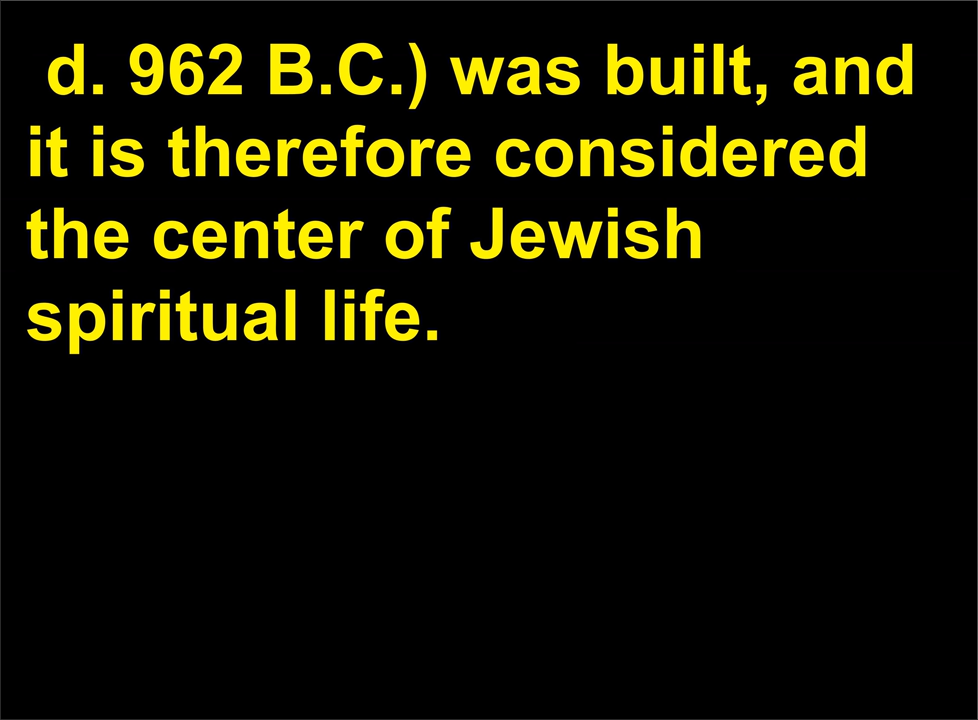 d. 962 B.C.) was built, and
it is therefore considered
the center of Jewish
spiritual life.